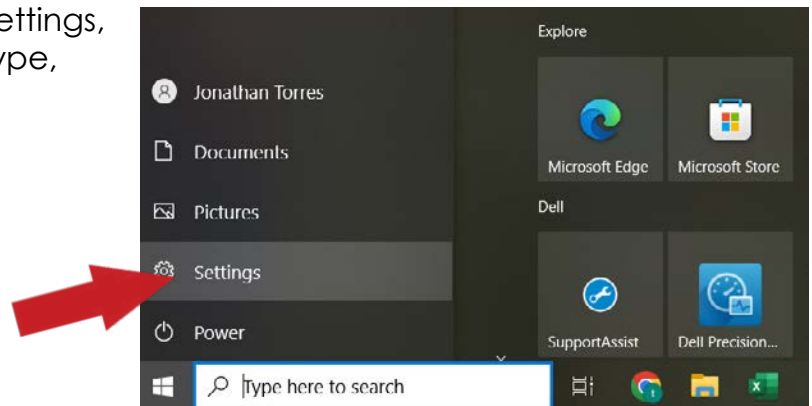 ettings,
ype,
Explore
Jonathan Torres
Documents
Microsoft Edge Microsoft Store
Pictures
Dell
Settings
Power
SupportAssist Dell Precision...
Type here to search